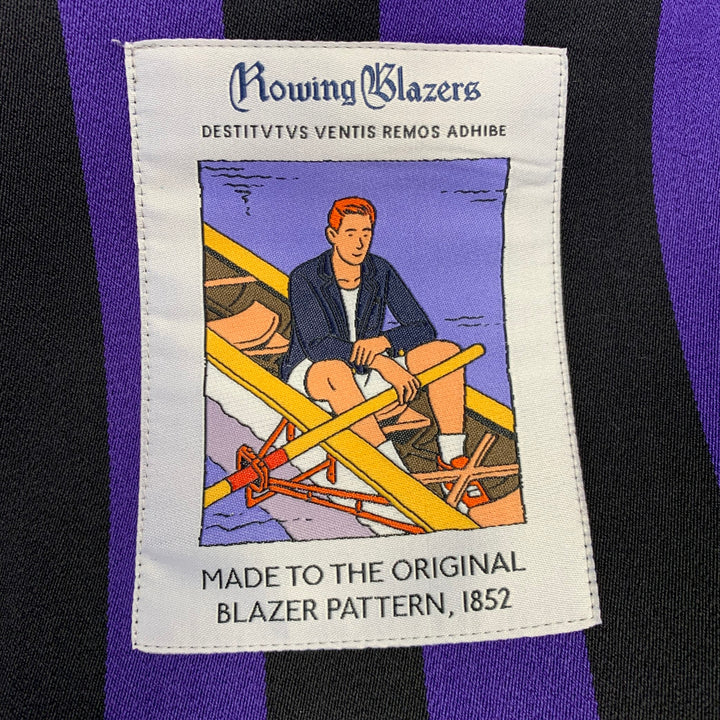 Rowing Blazers
DESTITVTVS VENTIS REMOS ADHIBE
MADE TO THE ORIGINAL
BLAZER PATTERN, 1852